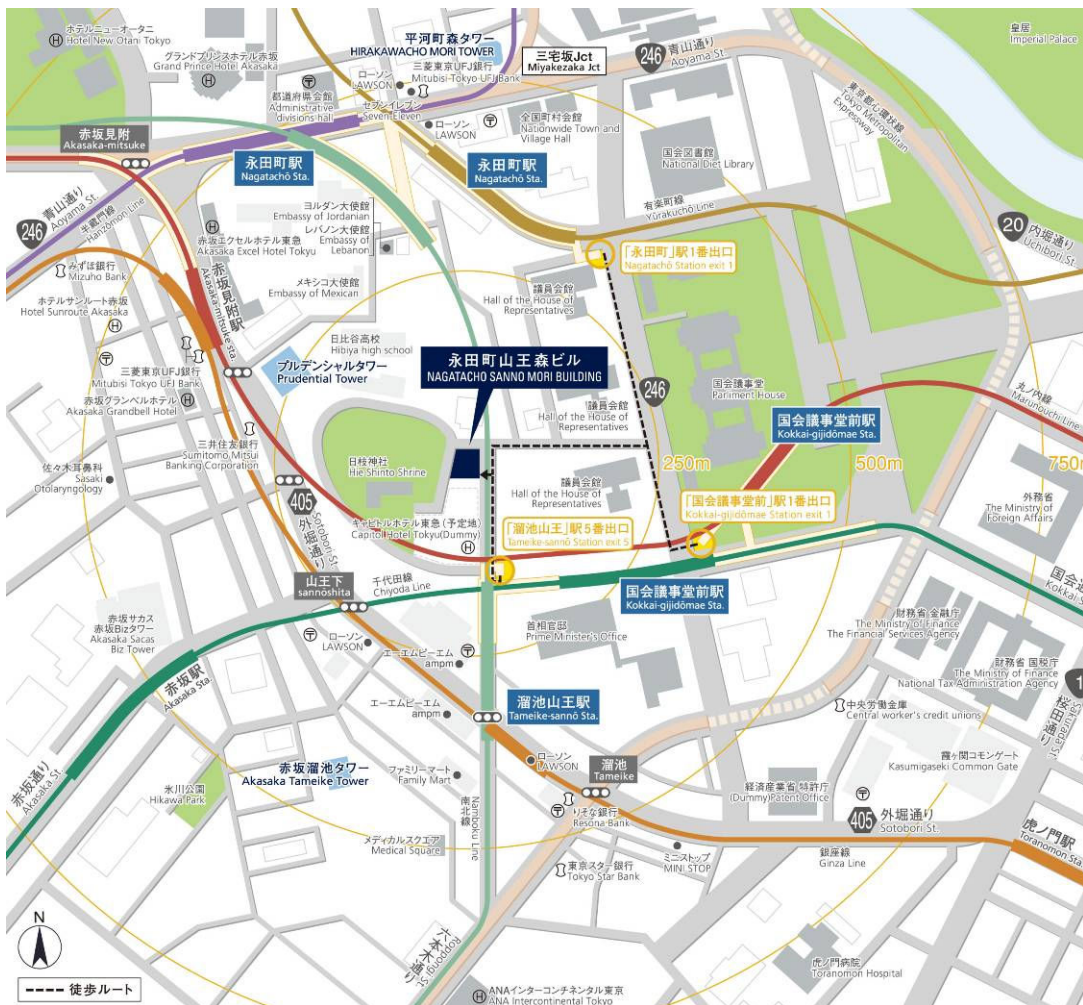 ホテルニューオータニ
Hotel New Otani Tokyo
グランドプリンスホテル赤坂
Grand Prince Hotel Akasaka
平河町森タワー
HIRAKAWACHO MORI TOWER
三菱東京UFJ銀行
Mitubisi-Tokyo UFJ Bank
三宅坂Jct
Miyakezaka Jct
246
青山通り
Aoyama St.
皇居
Imperial Palace
ローソン
LAWSON
都道府県会館
Administrative
divisions hall
セブンイレブン
Seven Eleven
ローソン
LAWSON
全国町村会館
Nationwide Town and
Village Hall
東京都心環状線
Tokyo Metropolitan
Expressway
赤坂見附
Akasaka-mitsuke
永田町駅
Nagatachō Sta.
永田町駅
Nagatachō Sta.
国会図書館
National Diet Library
有楽町線
Yūrakuchō Line
246
青山通り
Aoyama St.
半蔵門線
Hanzōmon Line
ヨルダン大使館
Embassy of Jordanian
レバノン大使館
Embassy of
Lebanon
赤坂エクセルホテル東急
Akasaka Excel Hotel Tokyu
20
内堀通り
Uchibori St.
「永田町」駅1番出口
Nagatachō Station exit 1
みずほ銀行
Mizuho Bank
赤坂見附駅
Akasaka-mitsuke sta.
メキシコ大使館
Embassy of Mexican
議員会館
Hall of the House of
Representatives
ホテルサンルート赤坂
Hotel Sunroute Akasaka
日比谷高校
Hibiya high school
プルデンシャルタワー
Prudential Tower
永田町山王森ビル
NAGATACHO SANNO MORI BUILDING
三菱東京UFJ銀行
Mitubisi Tokyo UFJ Bank
赤坂グランベルホテル
Akasaka Grandbell Hotel
246
国会議事堂
Parliment House
国会議事堂前駅
Kokkai-gijidōmae Sta.
丸ノ内線
Marunouchi Line
議員会館
Hall of the House of
Representatives
三井住友銀行
Sumitomo Mitsui
Banking Corporation
佐々木耳鼻科
Sasaki
Otolaryngology
日枝神社
Hie Shinto Shrine
250m
500m
750m
議員会館
Hall of the House of
Representatives
外務省
The Ministry of
Foreign Affairs
405
外堀通り
Sotobori St.
「国会議事堂前」駅1番出口
Kokkai-gijidōmae Station exit 1
キャピトルホテル東急(予定地)
Capitol Hotel Tokyu(Dummy)
「溜池山王」駅5番出口
Tameike-sannō Station exit 5
山王下
sannōshita
千代田線
Chiyoda Line
国会議事堂前駅
Kokkai-gijidōmae Sta.
赤坂サカス
赤坂Bizタワー
Akasaka Sacas
Biz Tower
ローソン
LAWSON
エーエムピーエム
ampm
首相官邸
Prime Minister's Office
財務省 金融庁
The Ministry of Finance
The Financial Services Agency
赤坂駅
Akasaka Sta.
財務省 国税庁
The Ministry of Finance
National Tax Administration Agency
1
桜田通り
Sakurada St.
エーエムピーエム
ampm
溜池山王駅
Tameike-sannō Sta.
中央労働金庫
Central worker's credit unions
赤坂溜池タワー
Akasaka Tameike Tower
ファミリーマート
Family Mart
ローソン
LAWSON
溜池
Tameike
霞ヶ関コモンゲート
Kasumigaseki Common Gate
赤坂通り
Akasaka St.
氷川公園
Hikawa Park
経済産業省 特許庁
(Dummy)Patent Office
405
外堀通り
Sotobori St.
りそな銀行
Resona Bank
南北線
Namboku Line
虎ノ門駅
Toranomon Sta.
メディカルスクエア
Medical Square
ミニストップ
MINI STOP
銀座線
Ginza Line
東京スター銀行
Tokyo Star Bank
六本木通り
Roppongi St.
虎の門病院
Toranomon Hospital
N
徒歩ルート
ANAインターコンチネンタル東京
ANA Intercontinental Tokyo